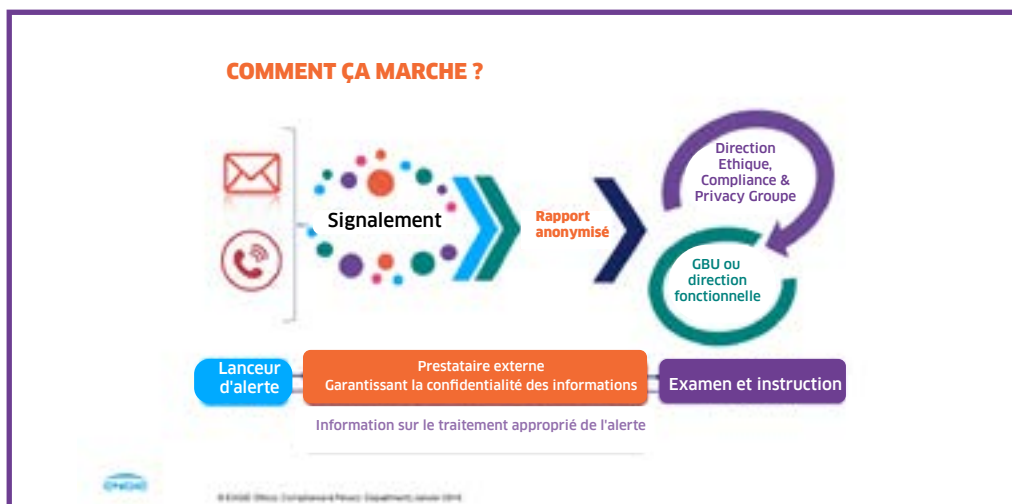 COMMENT ÇA MARCHE ?
Signalement
Rapport
anonymisé
Direction
Ethique,
Compliance &
Privacy Groupe
GBU ou
direction
fonctionnelle
Lanceur
d'alerte
Prestataire externe
Garantissant la confidentialité des informations
Examen et instruction
Information sur le traitement approprié de l'alerte
ENGIE